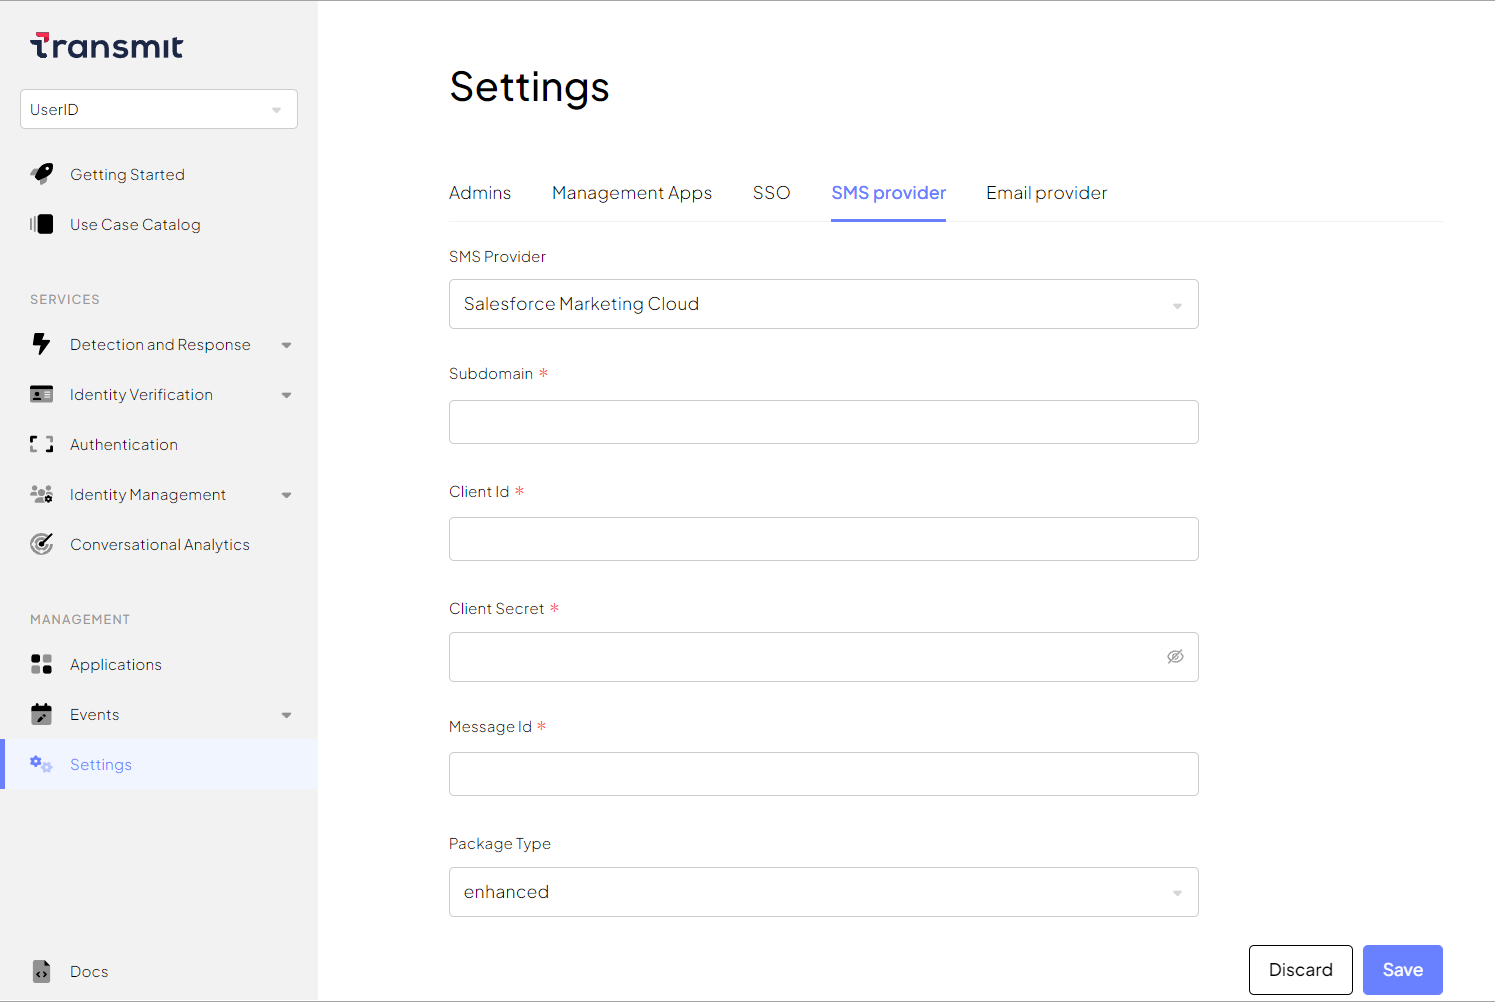 Transmit
UserID
Getting Started
Use Case Catalog
SERVICES
Detection and Response
Identity Verification
Authentication
Identity Management
Conversational Analytics
MANAGEMENT
Applications
Events
Settings
Docs
Settings
Admins Management Apps SSO SMS provider Email provider
SMS Provider
Salesforce Marketing Cloud
Subdomain *
Client Id *
Client Secret *
Message Id *
Package Type
enhanced
Discard Save